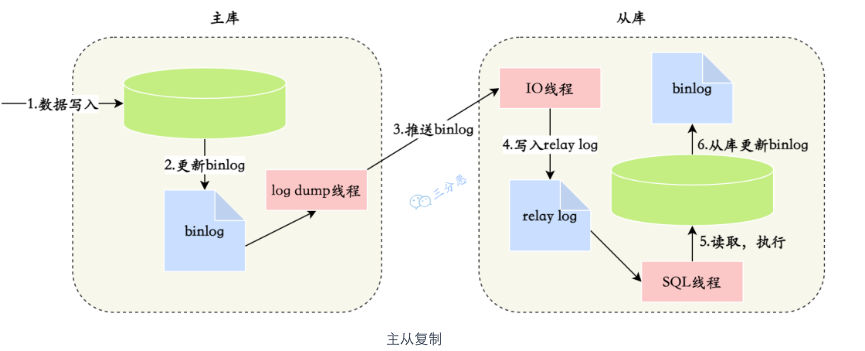 主库
从库
1.数据写入
2.更新binlog
binlog
log dump线程
3.推送binlog
三分恶
IO线程
4.写入relay log
relay log
SQL线程
5.读取，执行
6.从库更新binlog
binlog
主从复制